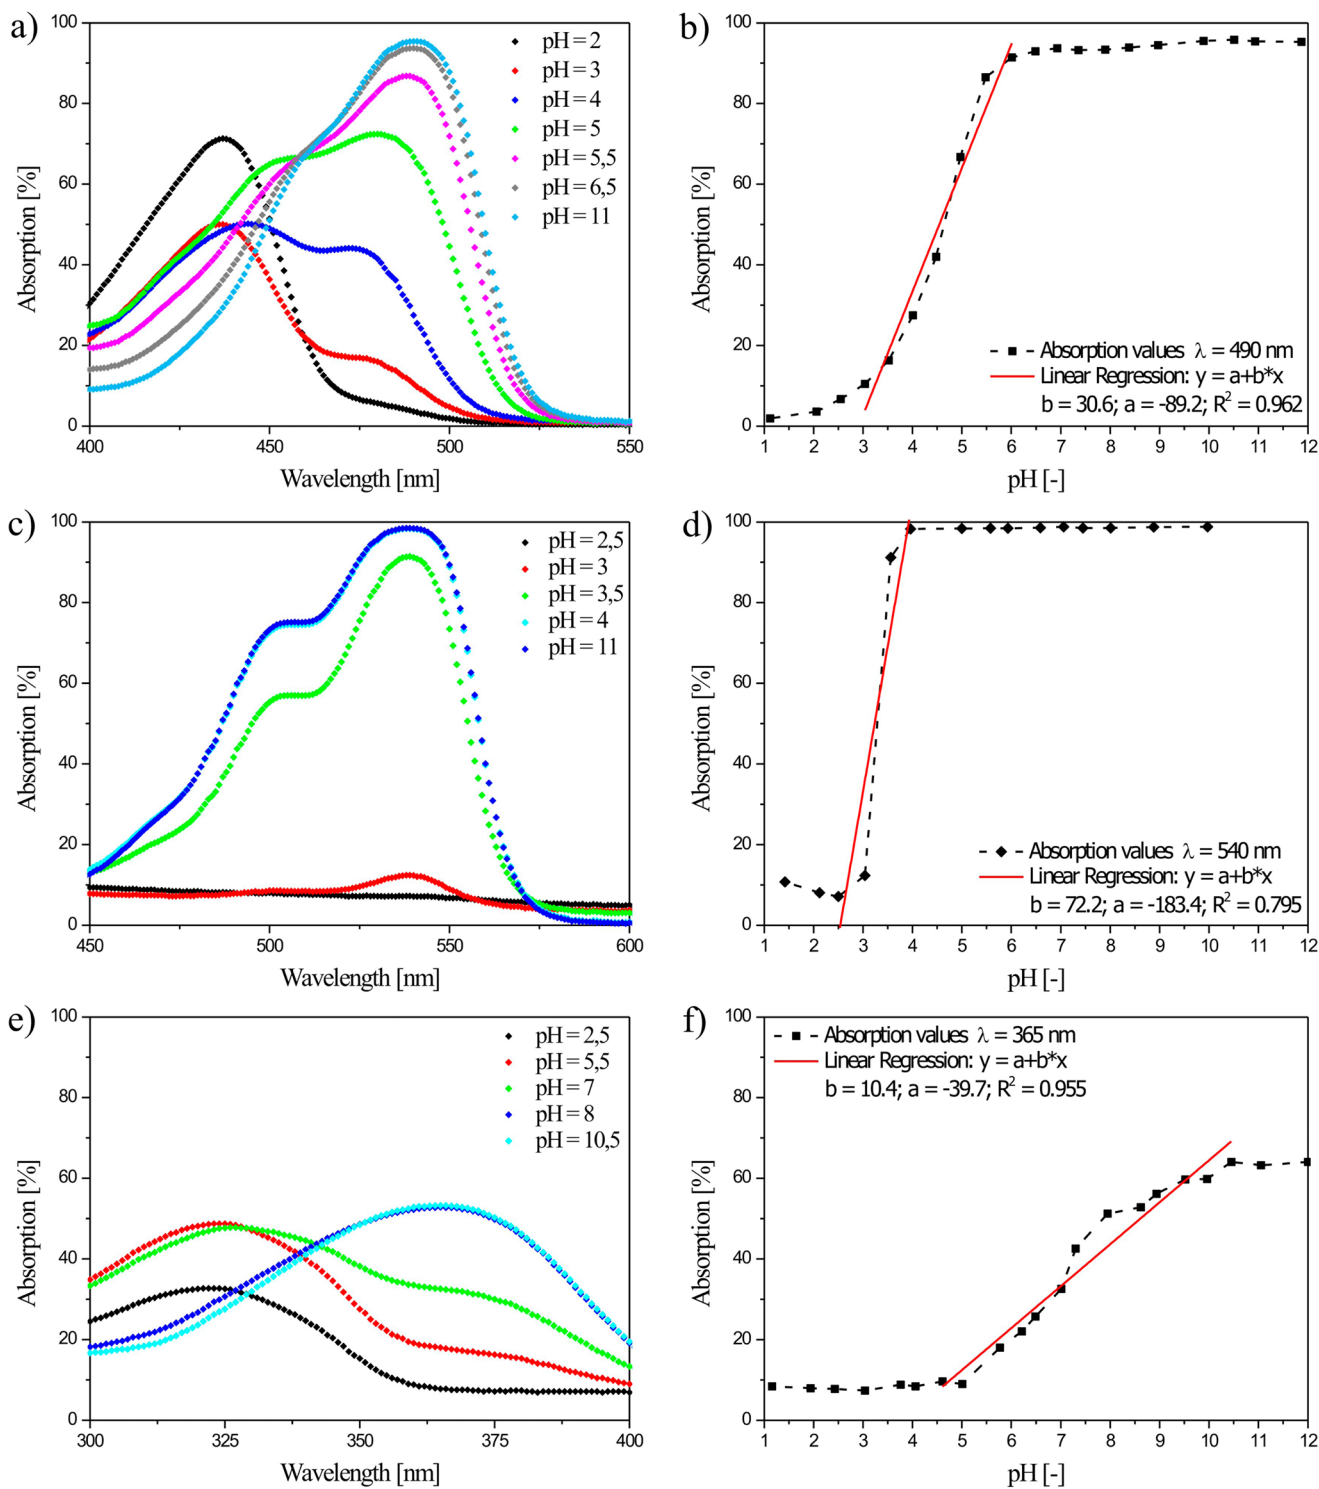 a)
100
80
60
40
20
0
Absorption [%]
400
450
500
550
Wavelength [nm]
pH = 2
pH = 3
pH = 4
pH = 5
pH = 5,5
pH = 6,5
pH = 11
b)
100
80
60
40
20
0
Absorption [%]
Absorption values λ = 490 nm
Linear Regression: y = a+b*x
b = 30.6; a = -89.2; R² = 0.962
1 2 3 4 5 6 7 8 9 10 11 12
pH [-]
c)
100
80
60
40
20
0
Absorption [%]
pH = 2,5
pH = 3
pH = 3,5
pH = 4
pH = 11
450
500
550
600
Wavelength [nm]
d)
100
80
60
40
20
0
Absorption [%]
Absorption values λ = 540 nm
Linear Regression: y = a+b*x
b = 72.2; a = -183.4; R² = 0.795
1 2 3 4 5 6 7 8 9 10 11 12
pH [-]
e)
100
80
60
40
20
0
Absorption [%]
pH = 2,5
pH = 5,5
pH = 7
pH = 8
pH = 10,5
300
325
350
375
400
Wavelength [nm]
f)
100
80
60
40
20
0
Absorption [%]
Absorption values λ = 365 nm
Linear Regression: y = a+b*x
b = 10.4; a = -39.7; R² = 0.955
1 2 3 4 5 6 7 8 9 10 11 12
pH [-]